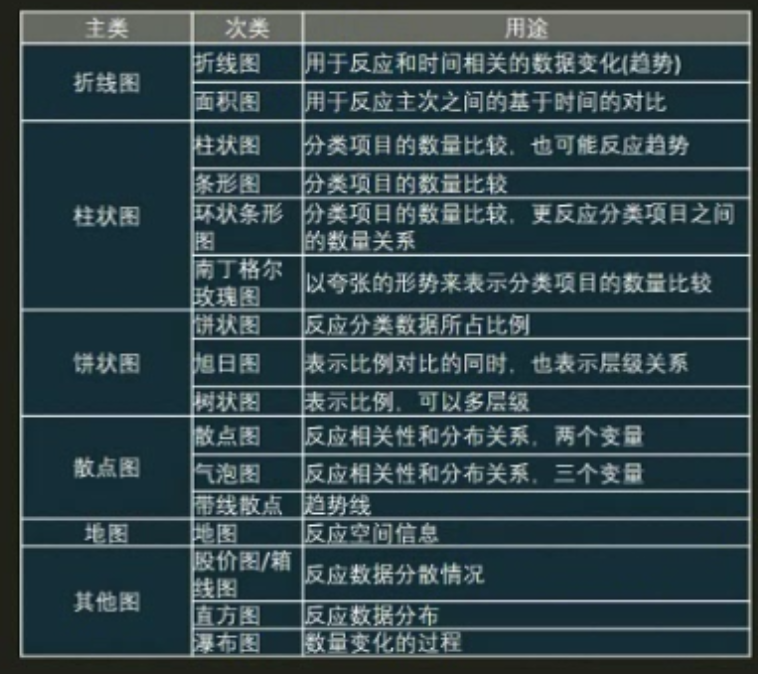 主类 次类 用途
折线图
折线图 用于反应和时间相关的数据变化(趋势)
面积图 用于反应主次之间的基于时间的对比
柱状图
柱状图 分类项目的数量比较，也可能反应趋势
条形图 分类项目的数量比较
环状条形
图
分类项目的数量比较，更反应分类项目之间
的数量关系
南丁格尔
玫瑰图
以夸张的形势来表示分类项目的数量比较
饼状图
饼状图 反应分类数据所占比例
旭日图 表示比例对比的同时，也表示层级关系
树状图 表示比例，可以多层级
散点图
散点图 反应相关性和分布关系，两个变量
气泡图 反应相关性和分布关系，三个变量
带线散点 趋势线
地图 地图 反应空间信息
其他图
股价图/箱
线图
反应数据分散情况
直方图 反应数据分布
瀑布图 数量变化的过程